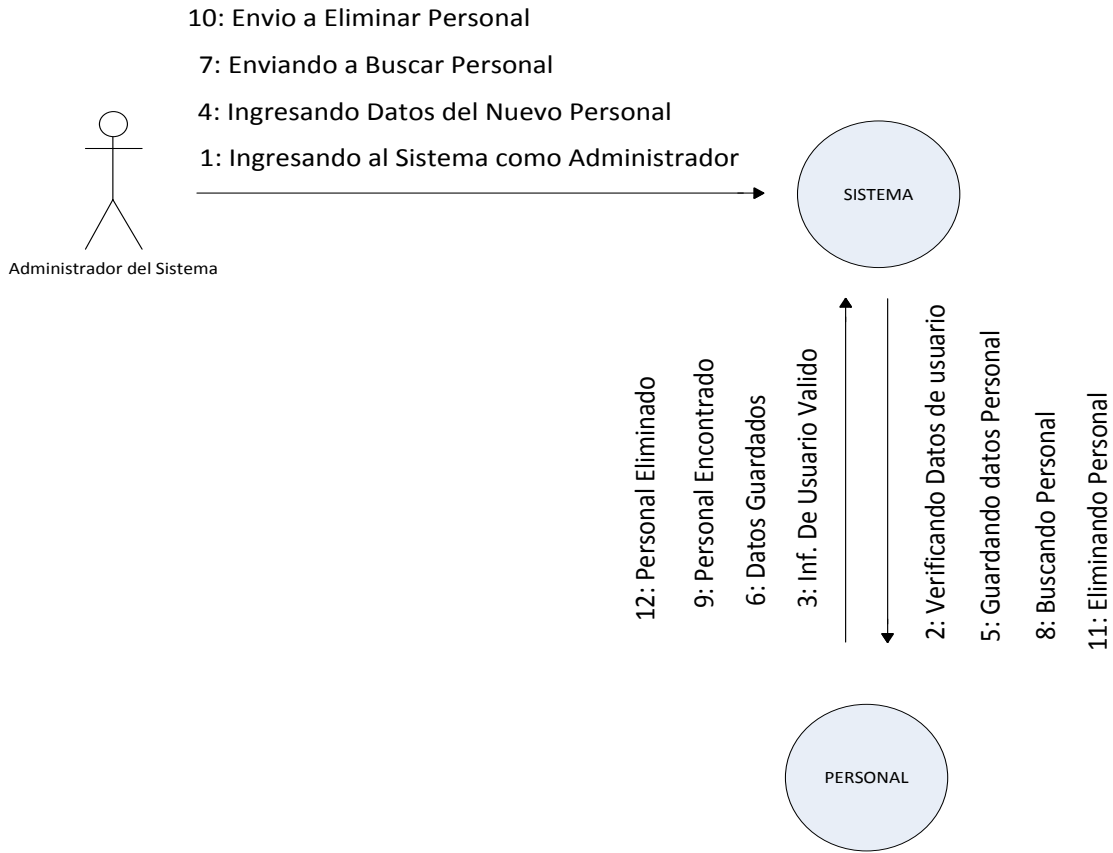 10: Envio a Eliminar Personal
7: Enviando a Buscar Personal
4: Ingresando Datos del Nuevo Personal
1: Ingresando al Sistema como Administrador
SISTEMA
Administrador del Sistema
12: Personal Eliminado
9: Personal Encontrado
6: Datos Guardados
3: Inf. De Usuario Valido
2: Verificando Datos de usuario
5: Guardando datos Personal
8: Buscando Personal
11: Eliminando Personal
PERSONAL